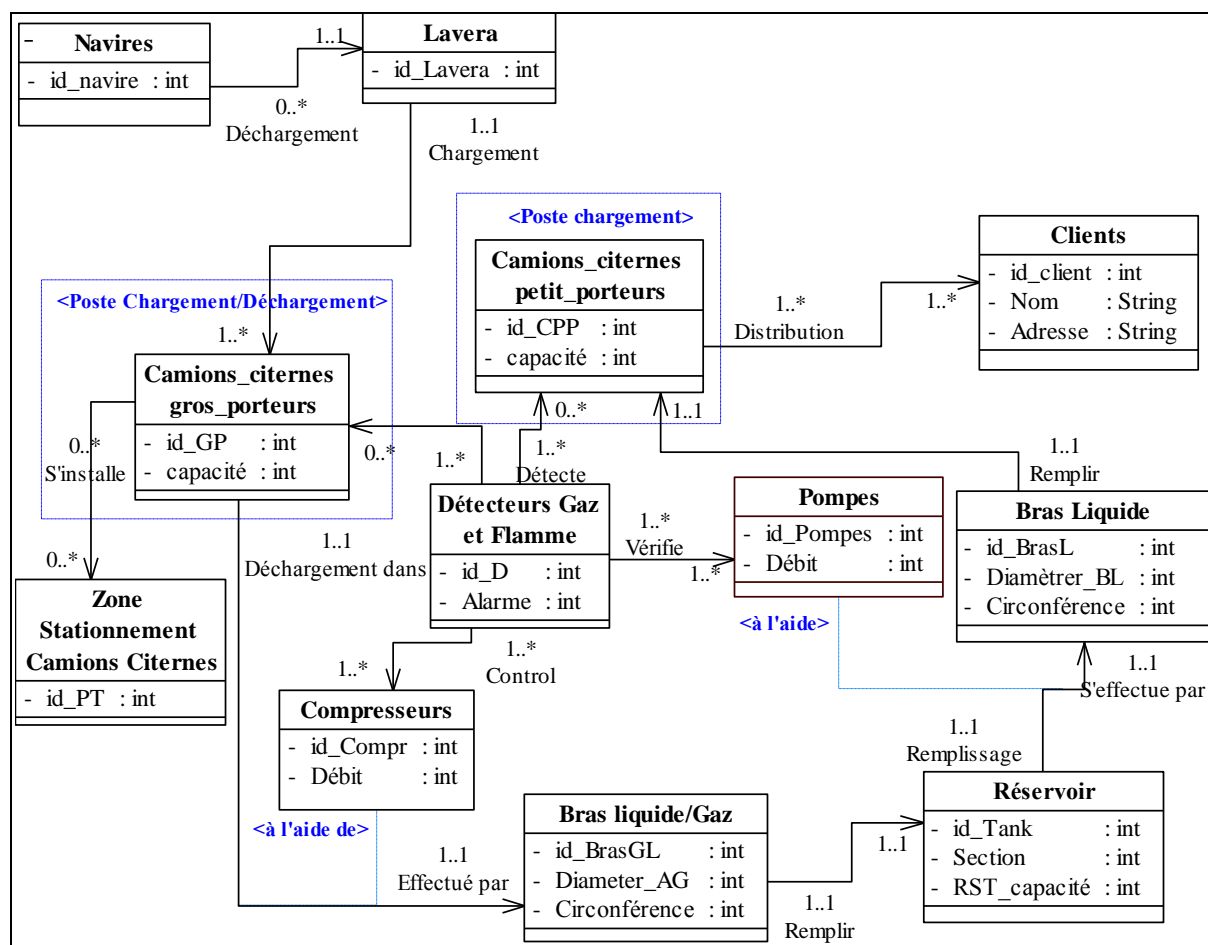 Navires
- id_navire : int
1..1
0..*
Déchargement
Lavera
- id_Lavera : int
1..1
Chargement
<Poste chargement>
Camions_citernes
petit_porteurs
- id_CPP : int
- capacité : int
1..*
Distribution
1..*
Clients
- id_client : int
- Nom : String
- Adresse : String
<Poste Chargement/Déchargement>
1..*
Camions_citernes
gros_porteurs
- id_GP : int
- capacité : int
0..*
S'installe
0..*
Zone
Stationnement
Camions Citernes
- id_PT : int
0..*
1..*
0..*
1..*
Détecte
1..1
1..1
Remplir
Détecteurs Gaz
et Flamme
- id_D : int
- Alarme : int
1..*
Vérifie
1..*
Pompes
- id_Pompes : int
- Débit : int
<à l'aide>
Bras Liquide
- id_BrasL : int
- Diamètrer_BL : int
- Circonférence : int
1..1
S'effectue par
1..1
Déchargement dans
1..*
Control
1..*
Compresseurs
- id_Compr : int
- Débit : int
<à l'aide de>
1..1
Effectué par
Bras liquide/Gaz
- id_BrasGL : int
- Diameter_AG : int
- Circonférence : int
1..1
Remplir
1..1
1..1
Remplissage
Réservoir
- id_Tank : int
- Section : int
- RST_capacité : int